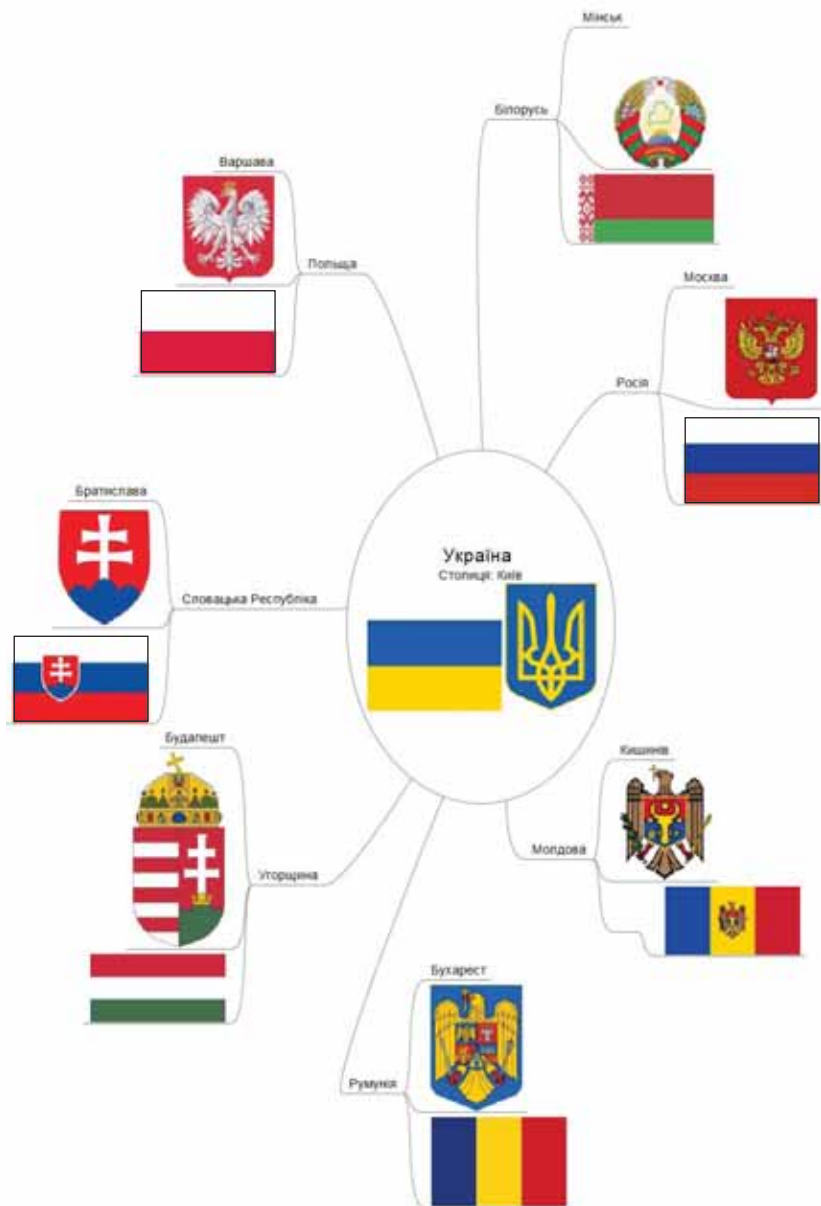 Мінськ
Білорусь
Варшава
Польща
Москва
Росія
Братислава
Словацька Республіка
Україна
Столиця: Київ
Будапешт
Угорщина
Кишинів
Молдова
Бухарест
Румунія